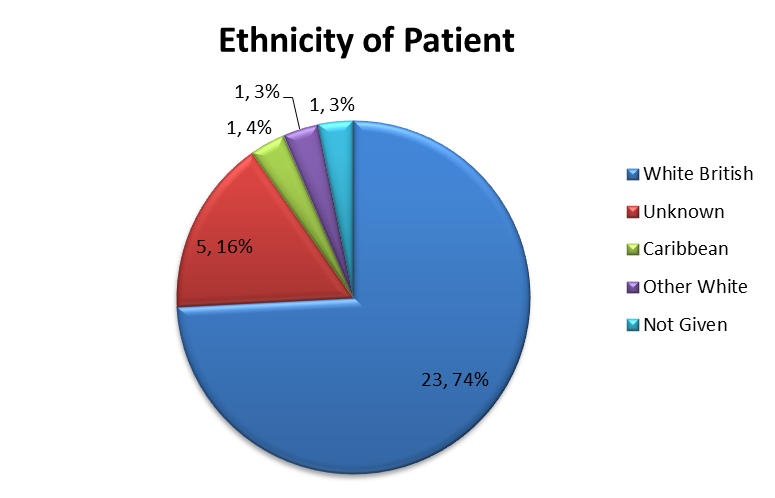 Ethnicity of Patient
1, 3%
1, 3%
1, 4%
5, 16%
23, 74%
White British
Unknown
Caribbean
Other White
Not Given